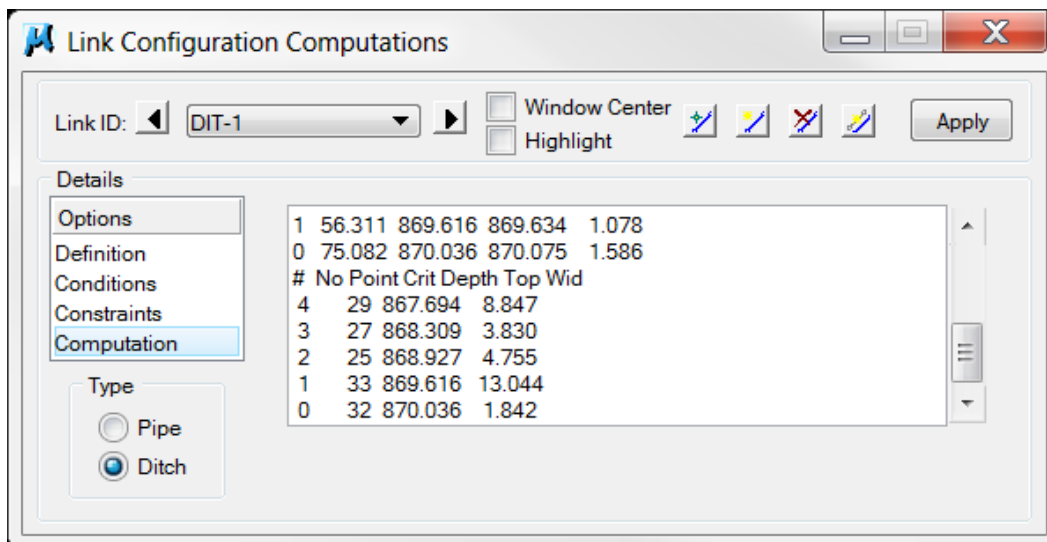 Link Configuration Computations
Link ID: DIT-1 Window Center Apply
Highlight
Details
Options
Definition
Conditions
Constraints
Computation
Type
Pipe
Ditch
1 56.311 869.616 869.634 1.078
0 75.082 870.036 870.075 1.586
# No Point Crit Depth Top Wid
4 29 867.694 8.847
3 27 868.309 3.830
2 25 868.927 4.755
1 33 869.616 13.044
0 32 870.036 1.842